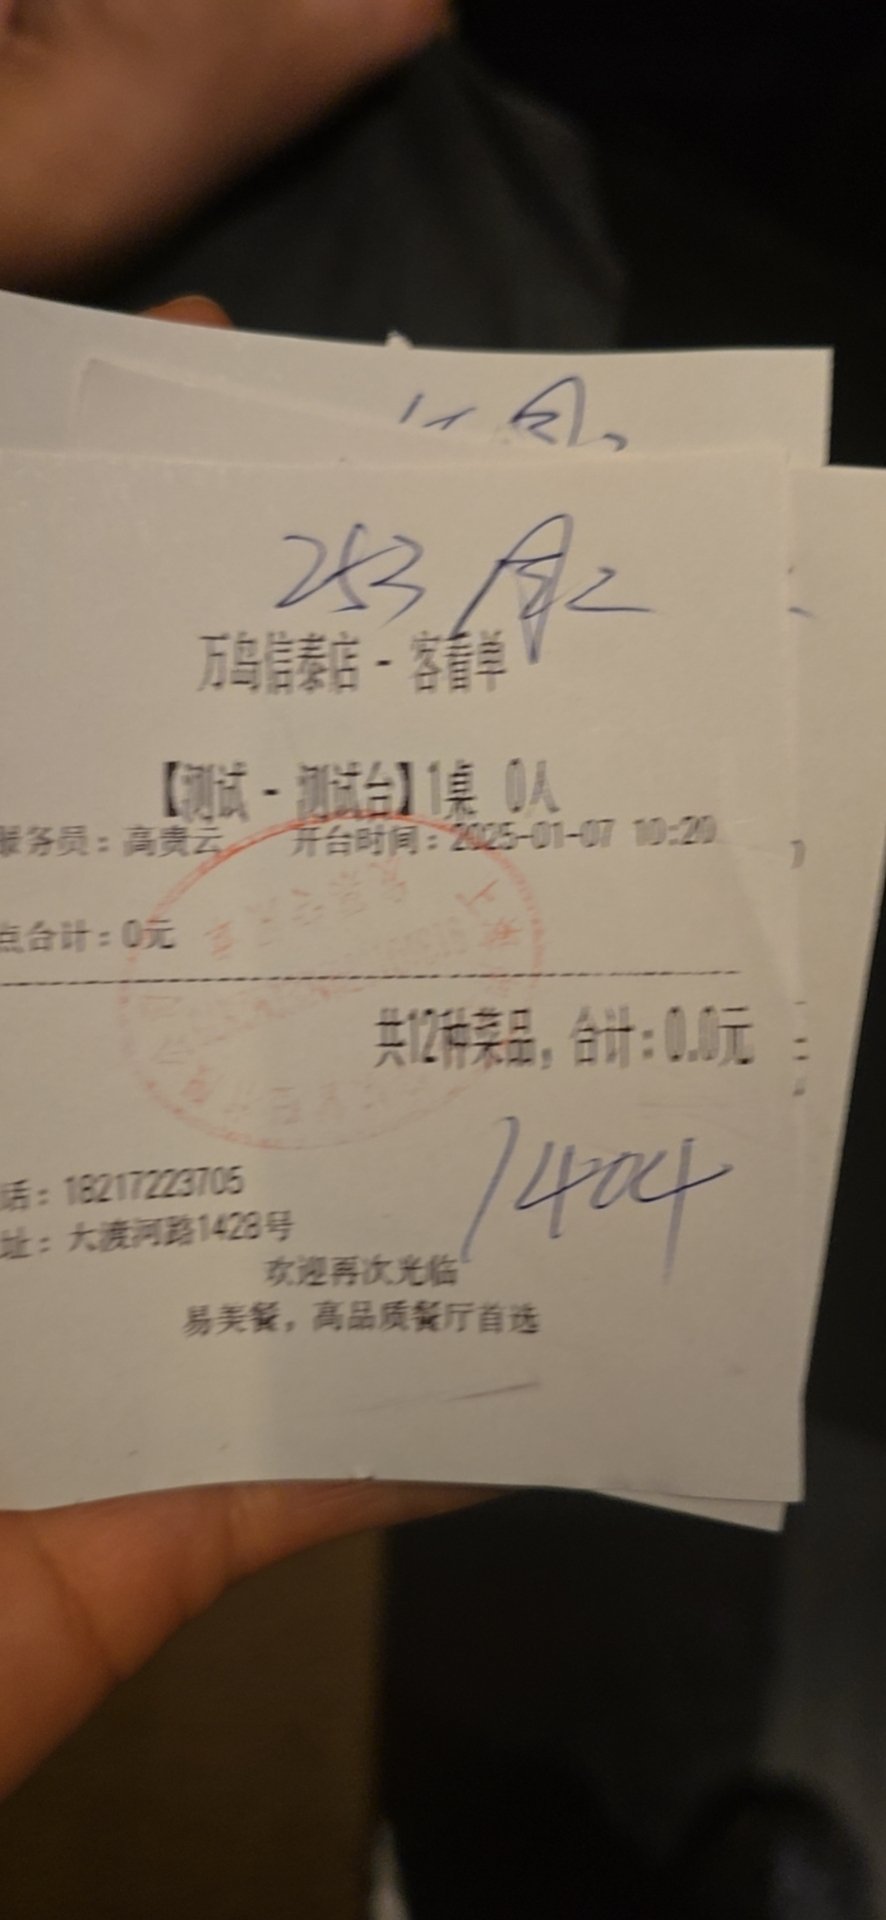 253
万岛信泰店 - 客看单
【测试 - 测试台】1桌 0人
服务员：高贵云 开台时间：2025-01-07 10:20
点台计：0元
共12种菜品，合计：0.0元
1404
话：18217223705
址：大渡河路1428号
欢迎再次光临
易美餐，高品质餐厅首选